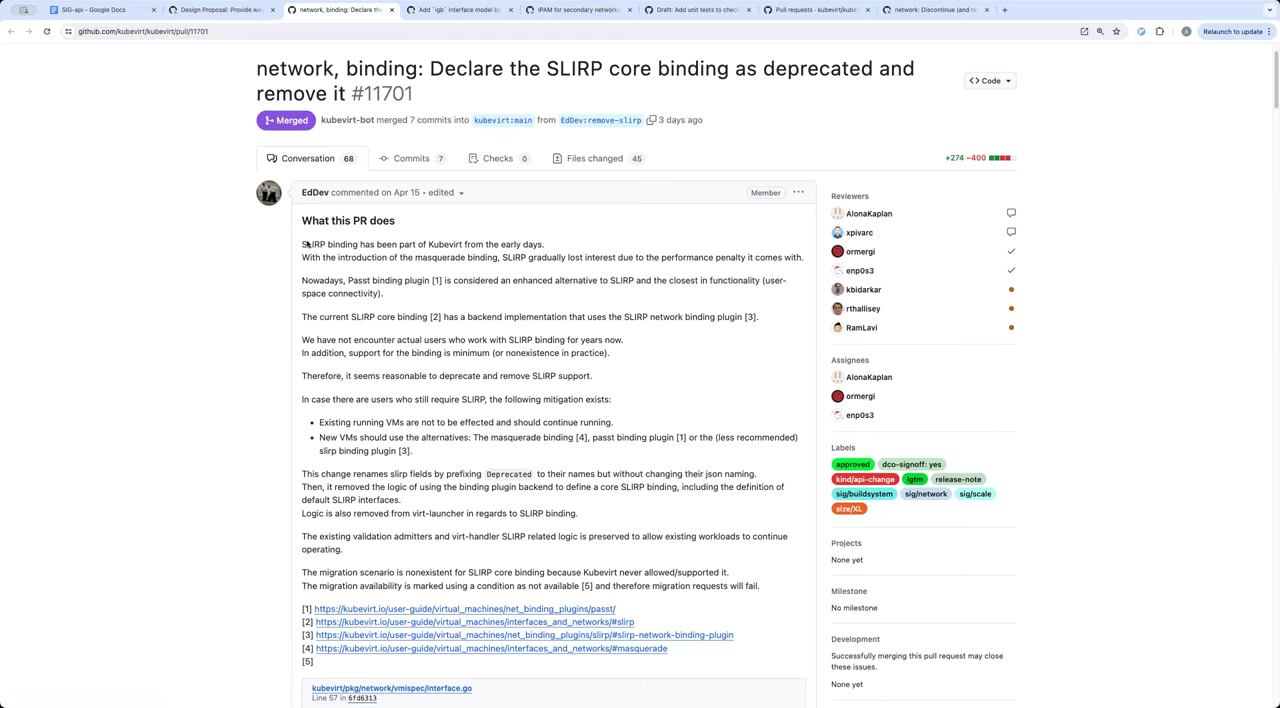 SIG-api - Google Docs
Design Proposal: Provide way
network, binding: Declare the
Add `igb` interface model by
IPAM for secondary networks
Draft: Add unit tests to check
Pull requests · kubevirt/kube
network: Discontinue (and re
github.com/kubevirt/kubevirt/pull/11701
Relaunch to update
network, binding: Declare the SLIRP core binding as deprecated and
remove it #11701
Code
Merged kubevirt-bot merged 7 commits into kubevirt:main from EdDev:remove-slirp 3 days ago
Conversation 68
Commits 7
Checks 0
Files changed 45
+274 −400
EdDev commented on Apr 15 • edited
Member
What this PR does
SLIRP binding has been part of Kubevirt from the early days.
With the introduction of the masquerade binding, SLIRP gradually lost interest due to the performance penalty it comes with.
Nowadays, Passt binding plugin [1] is considered an enhanced alternative to SLIRP and the closest in functionality (user-
space connectivity).
The current SLIRP core binding [2] has a backend implementation that uses the SLIRP network binding plugin [3].
We have not encounter actual users who work with SLIRP binding for years now.
In addition, support for the binding is minimum (or nonexistence in practice).
Therefore, it seems reasonable to deprecate and remove SLIRP support.
In case there are users who still require SLIRP, the following mitigation exists:
• Existing running VMs are not to be effected and should continue running.
• New VMs should use the alternatives: The masquerade binding [4], passt binding plugin [1] or the (less recommended)
slirp binding plugin [3].
This change renames slirp fields by prefixing Deprecated to their names but without changing their json naming.
Then, it removed the logic of using the binding plugin backend to define a core SLIRP binding, including the definition of
default SLIRP interfaces.
Logic is also removed from virt-launcher in regards to SLIRP binding.
The existing validation admitters and virt-handler SLIRP related logic is preserved to allow existing workloads to continue
operating.
The migration scenario is nonexistent for SLIRP core binding because Kubevirt never allowed/supported it.
The migration availability is marked using a condition as not available [5] and therefore migration requests will fail.
[1] https://kubevirt.io/user-guide/virtual_machines/net_binding_plugins/passt/
[2] https://kubevirt.io/user-guide/virtual_machines/interfaces_and_networks/#slirp
[3] https://kubevirt.io/user-guide/virtual_machines/net_binding_plugins/slirp/#slirp-network-binding-plugin
[4] https://kubevirt.io/user-guide/virtual_machines/interfaces_and_networks/#masquerade
[5]
kubevirt/pkg/network/vmispec/interface.go
Line 57 in 6fd6313
Reviewers
AlonaKaplan
xpivarc
ormergi
enp0s3
kbidarkar
rthallisey
RamLavi
Assignees
AlonaKaplan
ormergi
enp0s3
Labels
approved
dco-signoff: yes
kind/api-change
lgtm
release-note
sig/buildsystem
sig/network
sig/scale
size/XL
Projects
None yet
Milestone
No milestone
Development
Successfully merging this pull request may close
these issues.
None yet